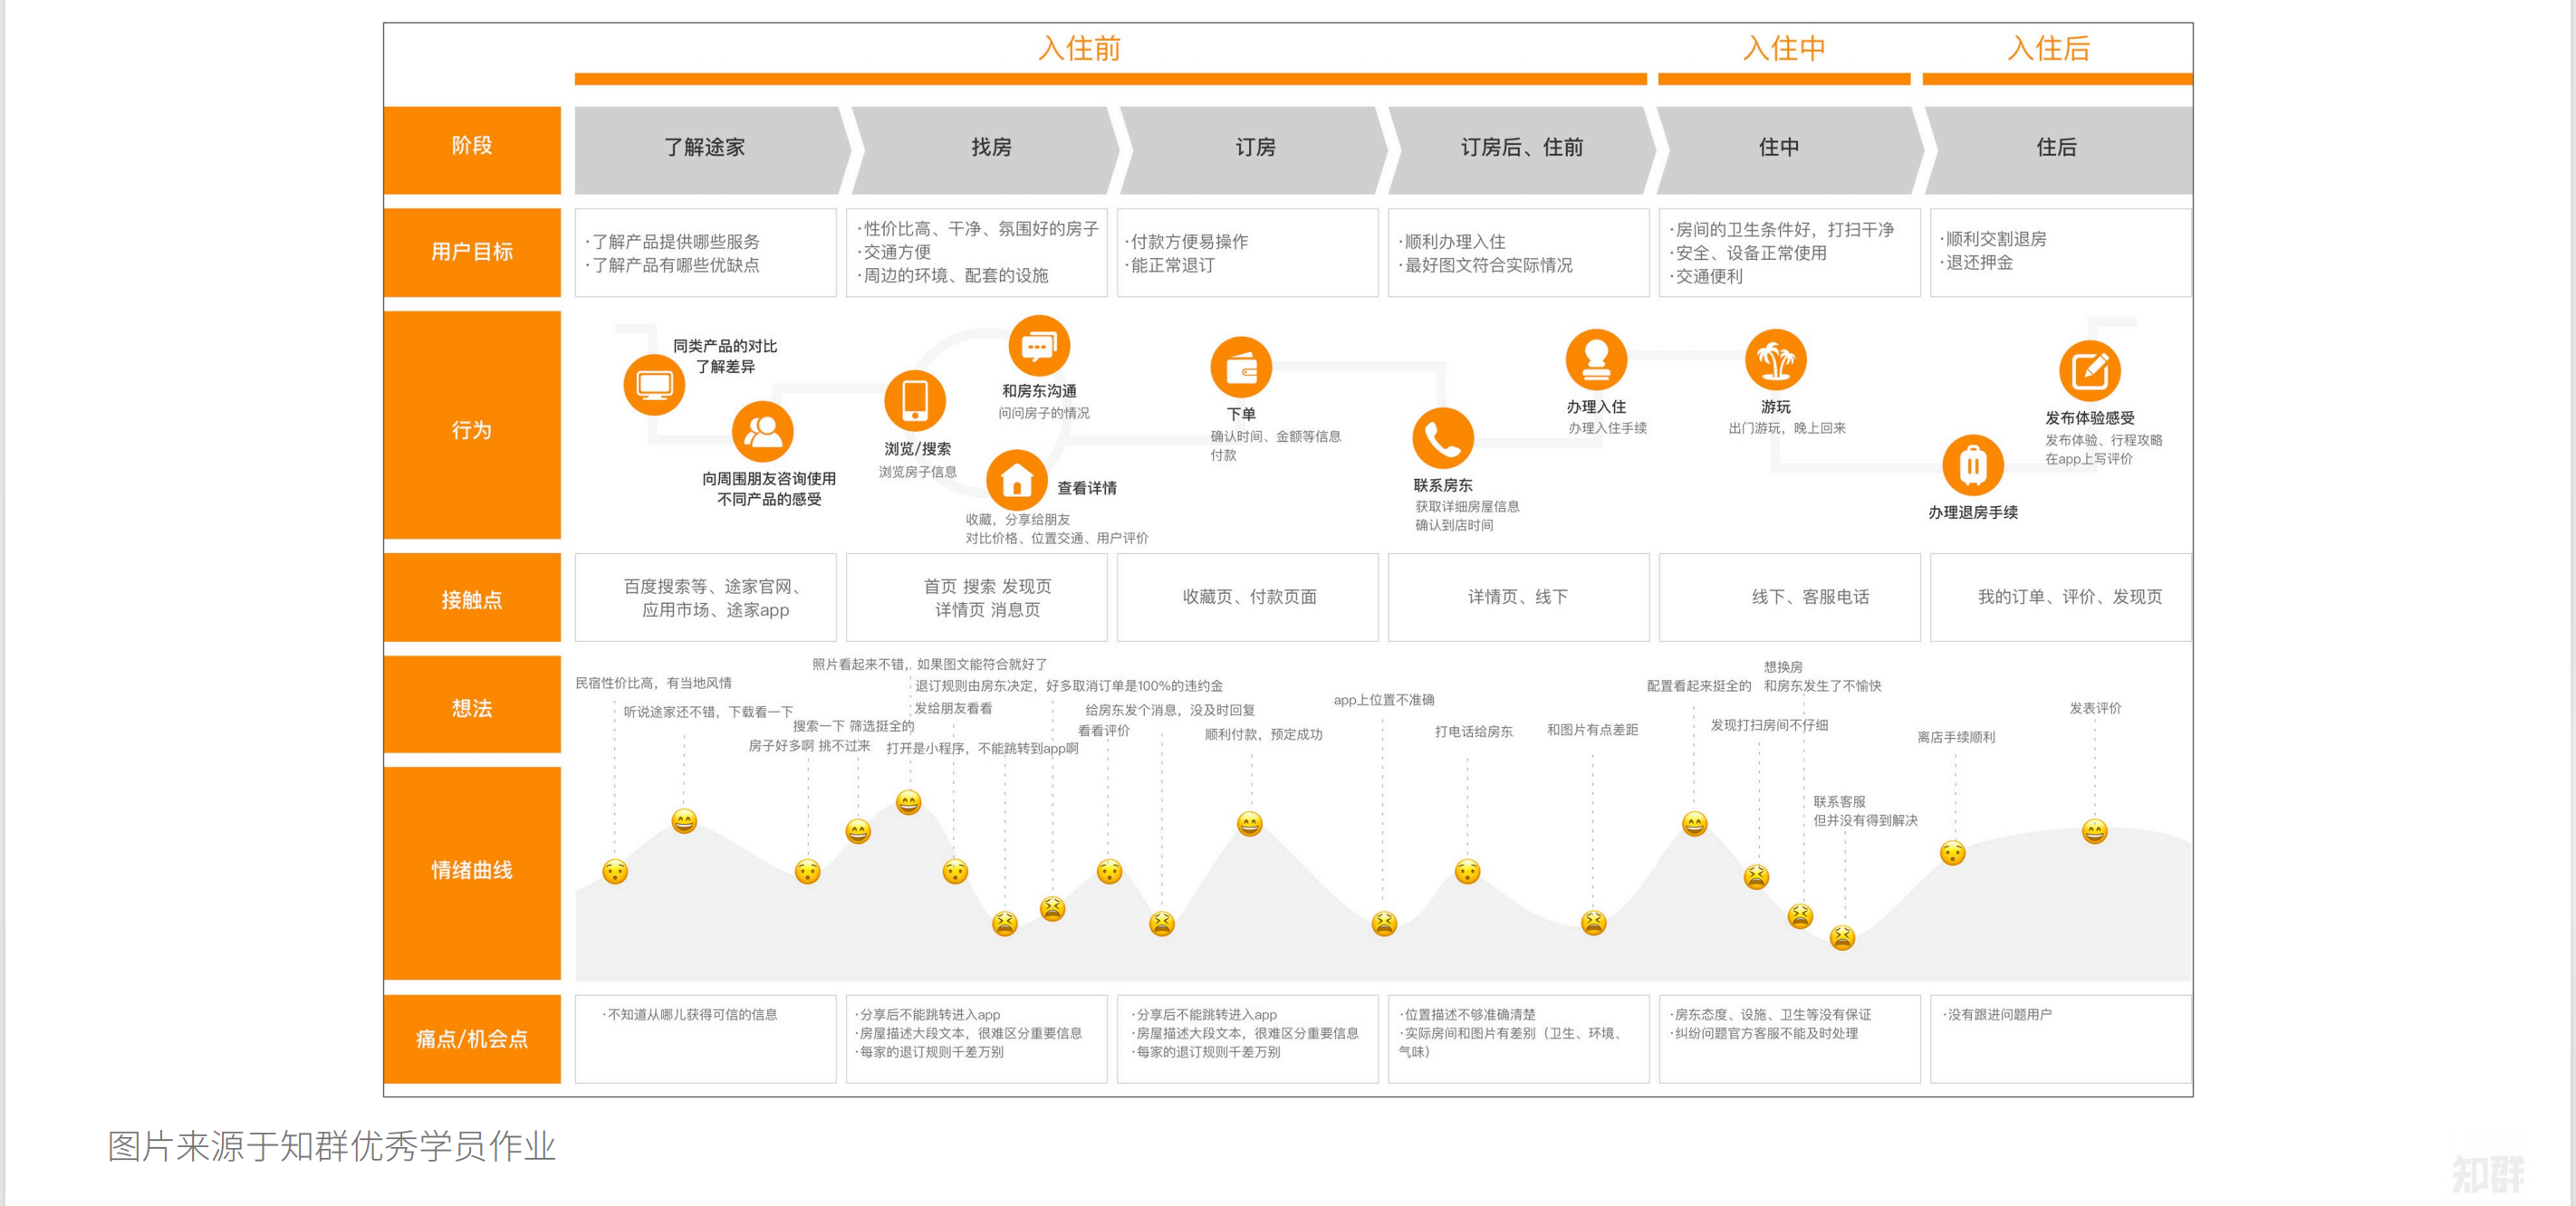 入住前
入住中
入住后
阶段
了解途家
找房
订房
订房后、住前
住中
住后
用户目标
·了解产品提供哪些服务
·了解产品有哪些优缺点
·性价比高、干净、氛围好的房子
·交通方便
·周边的环境、配套的设施
·付款方便易操作
·能正常退订
·顺利办理入住
·最好图文符合实际情况
·房间的卫生条件好，打扫干净
·安全、设备正常使用
·交通便利
·顺利交割退房
·退还押金
行为
同类产品的对比
了解差异
向周围朋友咨询使用
不同产品的感受
浏览/搜索
浏览房子信息
和房东沟通
问问房子的情况
查看详情
收藏，分享给朋友
对比价格、位置交通、用户评价
下单
确认时间、金额等信息
付款
联系房东
获取详细房屋信息
确认到店时间
办理入住
办理入住手续
游玩
出门游玩，晚上回来
办理退房手续
发布体验感受
发布体验、行程攻略
在app上写评价
接触点
百度搜索等、途家官网、
应用市场、途家app
首页 搜索 发现页
详情页 消息页
收藏页、付款页面
详情页、线下
线下、客服电话
我的订单、评价、发现页
想法
民宿性价比高，有当地风情
听说途家还不错，下载看一下
房子好多啊 挑不过来
搜索一下 筛选挺全的
照片看起来不错，如果图文能符合就好了
发给朋友看看
打开是小程序，不能跳转到app啊
退订规则由房东决定，好多取消订单是100%的违约金
看看评价
给房东发个消息，没及时回复
顺利付款，预定成功
app上位置不准确
打电话给房东
和图片有点差距
配置看起来挺全的
发现打扫房间不仔细
想换房
和房东发生了不愉快
联系客服
但并没有得到解决
离店手续顺利
发表评价
情绪曲线
痛点/机会点
·不知道从哪儿获得可信的信息
·分享后不能跳转进入app
·房屋描述大段文本，很难区分重要信息
·每家的退订规则千差万别
·分享后不能跳转进入app
·房屋描述大段文本，很难区分重要信息
·每家的退订规则千差万别
·位置描述不够准确清楚
·实际房间和图片有差别（卫生、环境、
气味）
·房东态度、设施、卫生等没有保证
·纠纷问题官方客服不能及时处理
·没有跟进问题用户
图片来源于知群优秀学员作业
知群